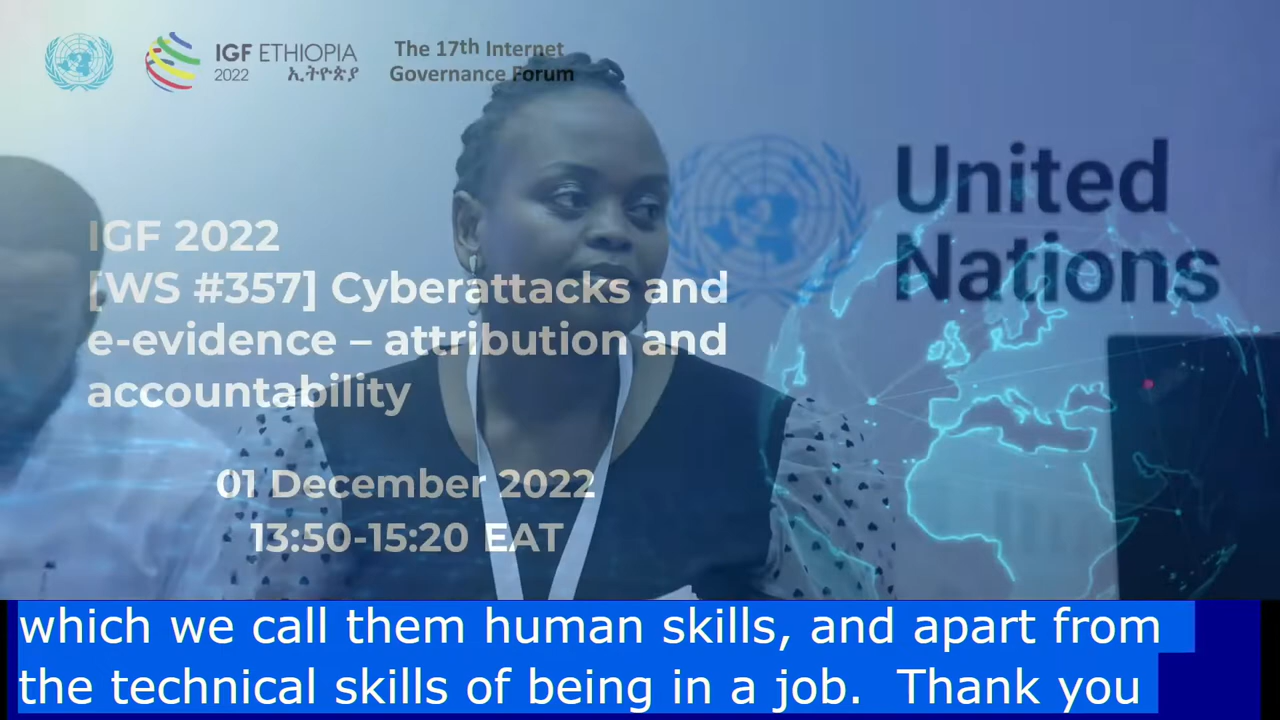 IGF ETHIOPIA
2022 ኢትዮጵያ
The 17th Internet
Governance Forum
United
Nations
IGF 2022
[WS #357] Cyberattacks and
e-evidence – attribution and
accountability
01 December 2022
13:50-15:20 EAT
which we call them human skills, and apart from
the technical skills of being in a job.  Thank you